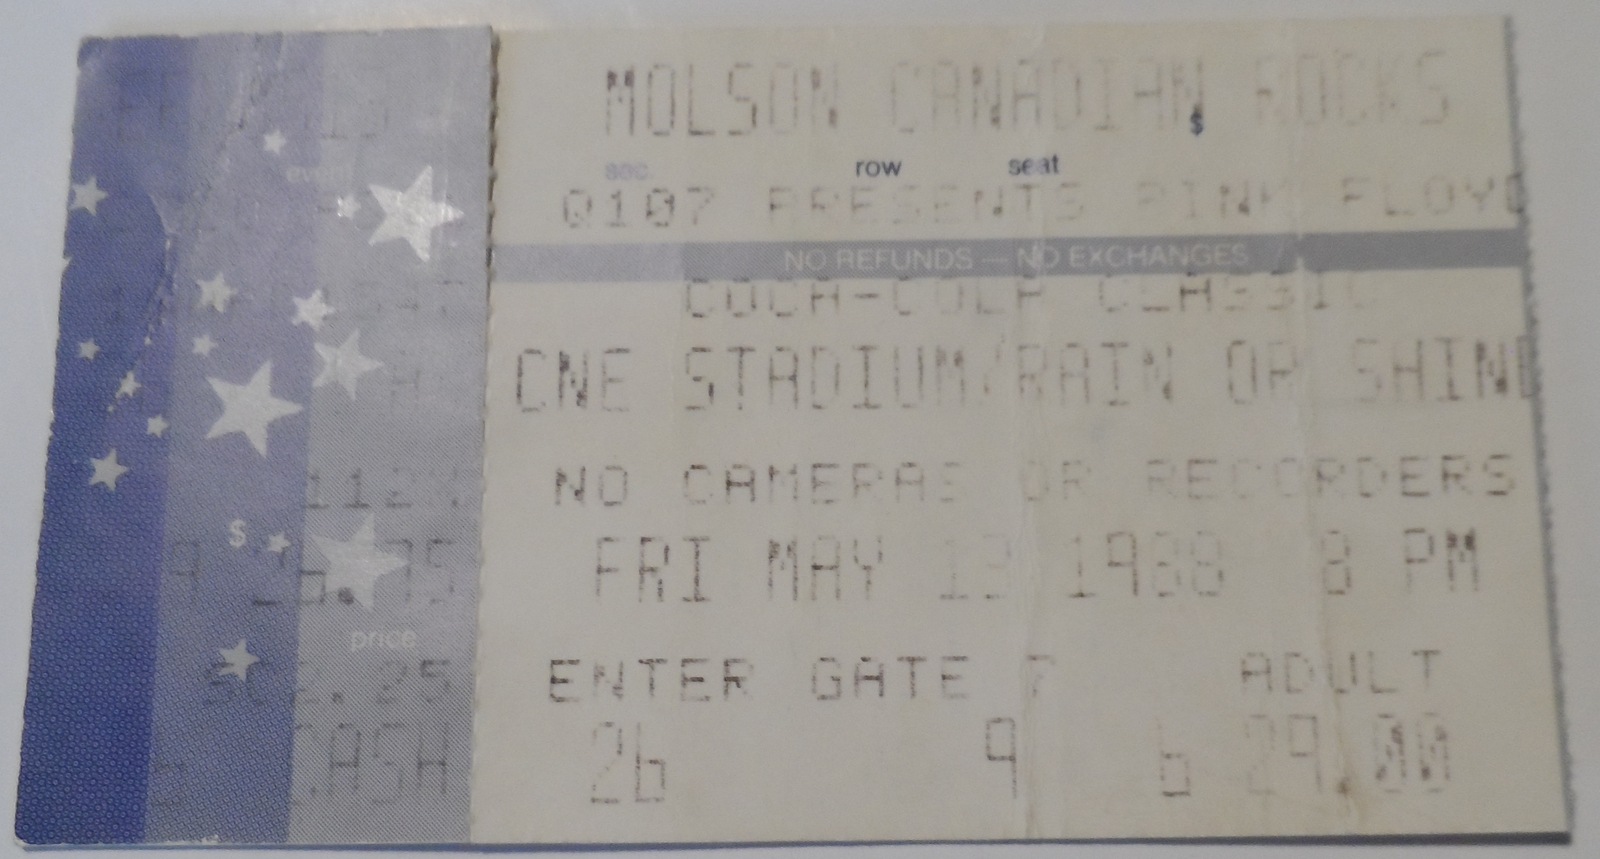 MOLSON CANADIAN ROCKS
$
sec. row seat
Q107 PRESENTS PINK FLOYD
NO REFUNDS — NO EXCHANGES
COCA-COLA CLASSIC
CNE STADIUM/RAIN OR SHINE
NO CAMERAS OR RECORDERS
FRI MAY 13 1988 8 PM
ENTER GATE 7 ADULT
26 9 6 29.00
event
112
$
price
CASH